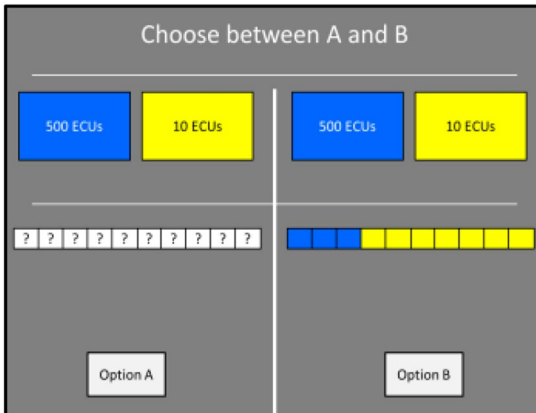 Choose between A and B
500 ECUs 10 ECUs 500 ECUs 10 ECUs
? ? ? ? ? ? ? ? ? ?
Option A Option B